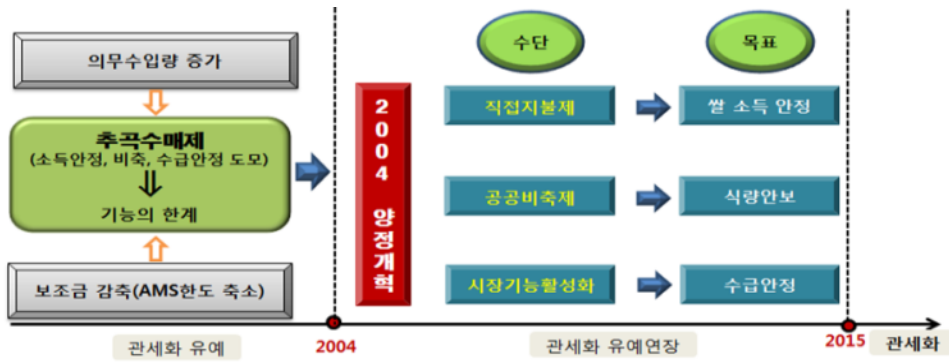 의무수입량 증가
추곡수매제
(소득안정, 비축, 수급안정 도모)
기능의 한계
보조금 감축(AMS한도 축소)
2004 양정개혁
수단
목표
직접지불제
쌀 소득 안정
공공비축제
식량안보
시장기능활성화
수급안정
관세화 유예
2004
관세화 유예연장
2015
관세화